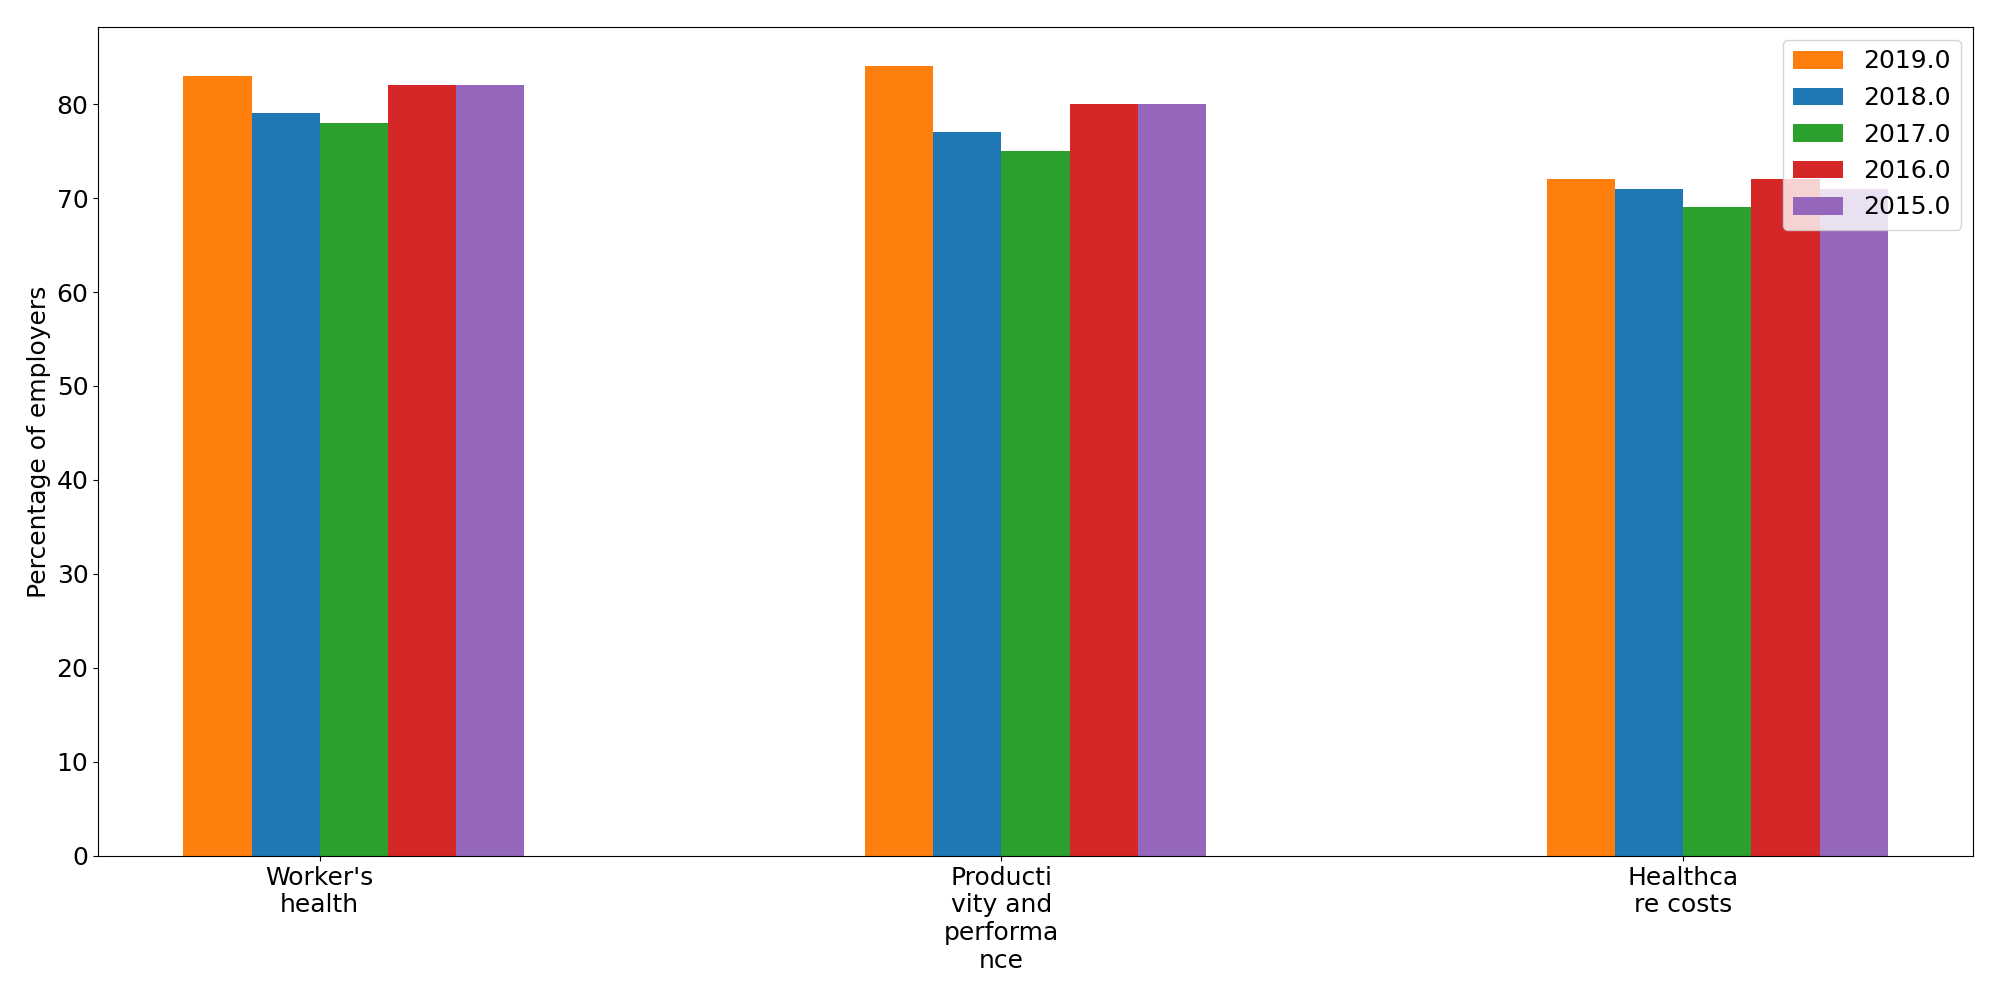 Percentage of employers
80
70
60
50
40
30
20
10
0
Worker's
health
Producti
vity and
performa
nce
Healthca
re costs
2019.0
2018.0
2017.0
2016.0
2015.0